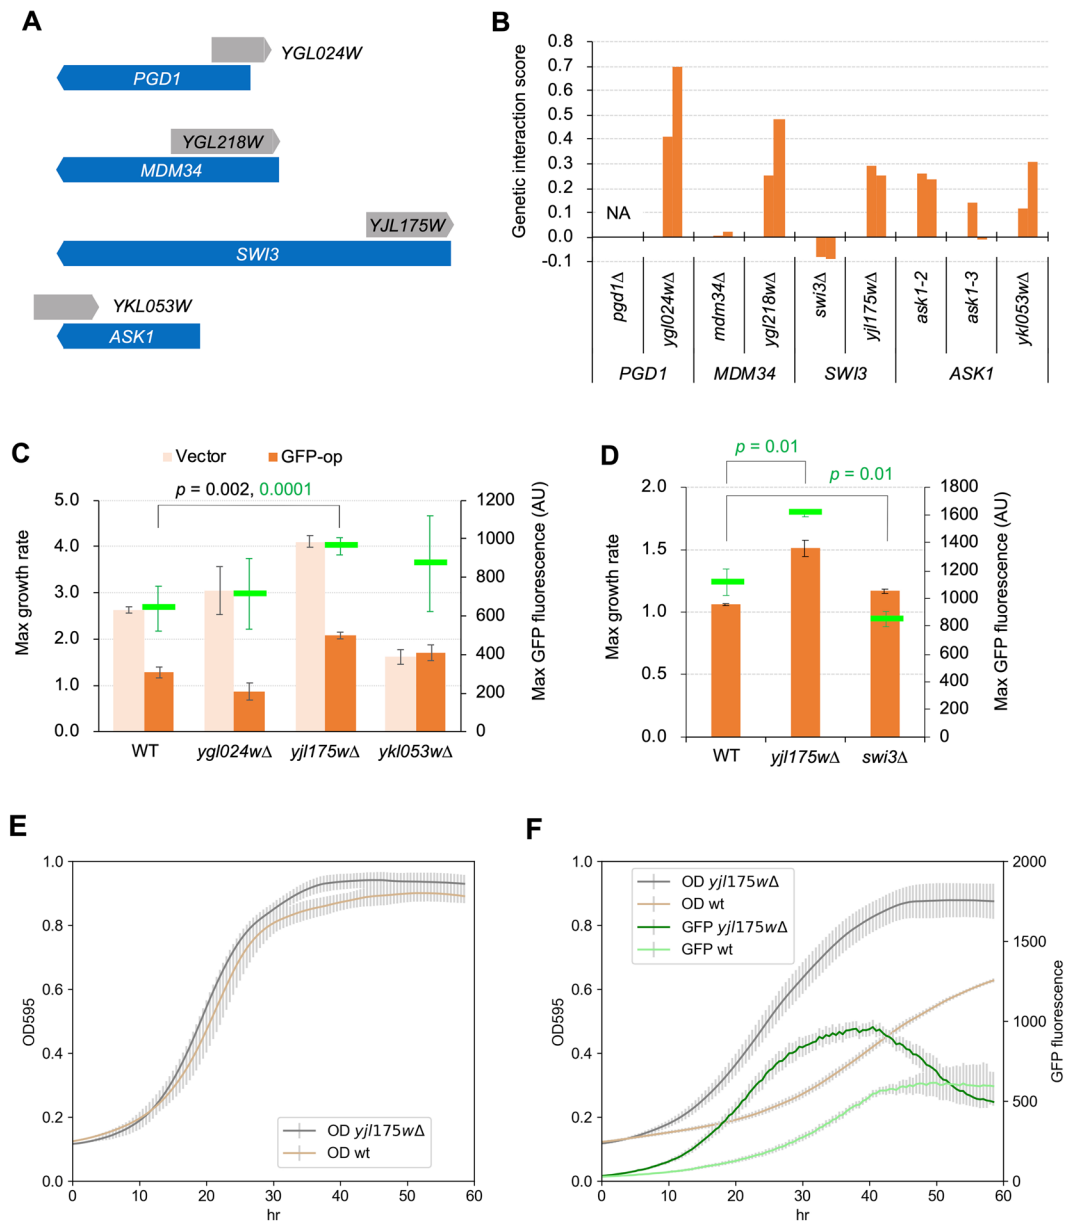 A
YGL024W
PGD1
YGL218W
MDM34
YJL175W
SWI3
YKL053W
ASK1
B
Genetic interaction score
0.8
0.7
0.6
0.5
0.4
0.3
0.2
0.1
0.0
-0.1
NA
pgd1Δ
ygl024wΔ
mdm34Δ
ygl218wΔ
swi3Δ
yjl175wΔ
ask1-2
ask1-3
ykl053wΔ
PGD1
MDM34
SWI3
ASK1
C
Vector
GFP-op
p = 0.002, 0.0001
Max growth rate
5.0
4.0
3.0
2.0
1.0
0.0
1200
1000
800
600
400
200
0
Max GFP fluorescence (AU)
WT
ygl024wΔ
yjl175wΔ
ykl053wΔ
D
p = 0.01
p = 0.01
Max growth rate
2.0
1.5
1.0
0.5
0.0
1800
1600
1400
1200
1000
800
600
400
200
0
Max GFP fluorescence (AU)
WT
yjl175wΔ
swi3Δ
E
OD595
1.0
0.8
0.6
0.4
0.2
0.0
OD yjl175wΔ
OD wt
0
10
20
30
40
50
60
hr
F
OD595
1.0
0.8
0.6
0.4
0.2
0.0
OD yjl175wΔ
OD wt
GFP yjl175wΔ
GFP wt
2000
1500
1000
500
0
GFP fluorescence
0
10
20
30
40
50
60
hr